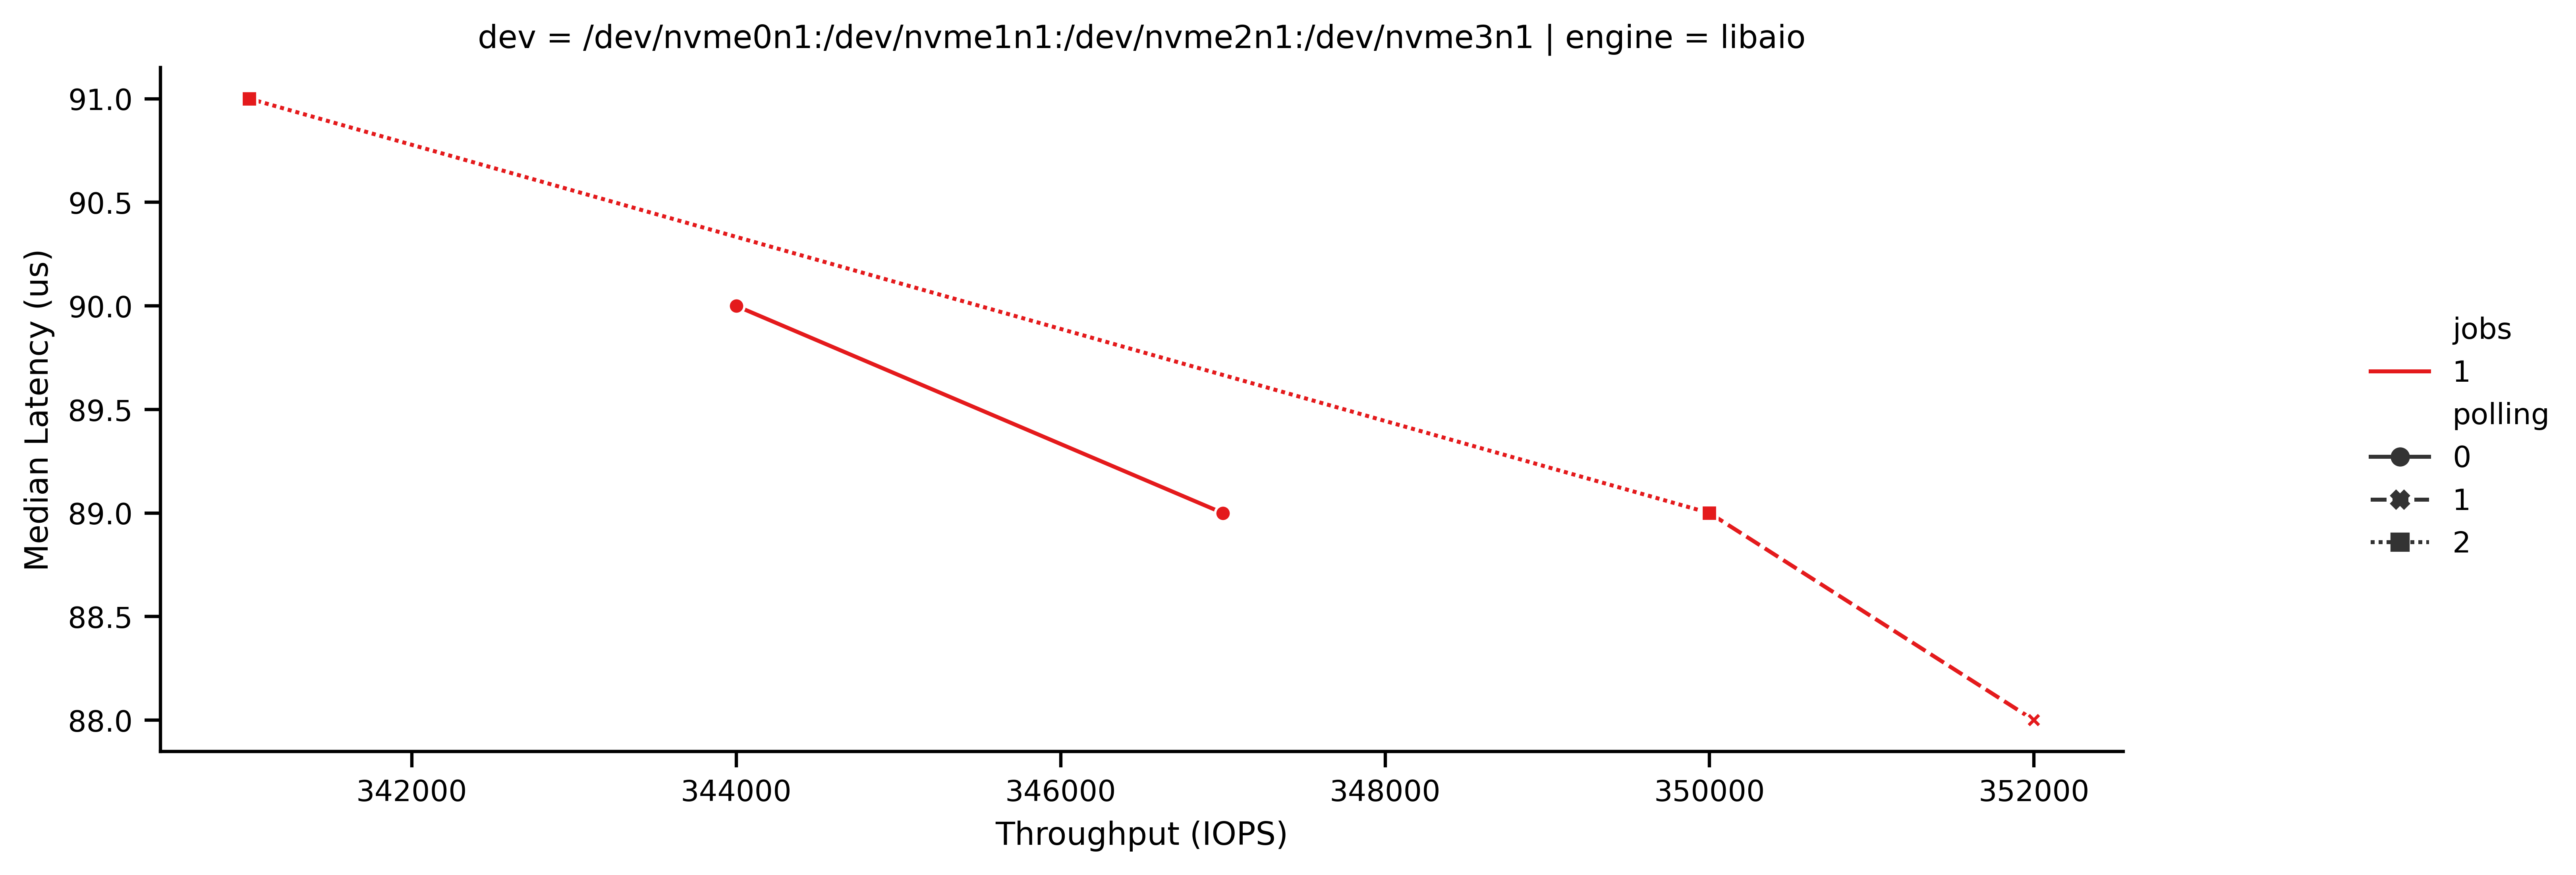 dev = /dev/nvme0n1:/dev/nvme1n1:/dev/nvme2n1:/dev/nvme3n1 | engine = libaio
Median Latency (us)
91.0
90.5
90.0
89.5
89.0
88.5
88.0
342000 344000 346000 348000 350000 352000
Throughput (IOPS)
jobs
1
polling
0
1
2